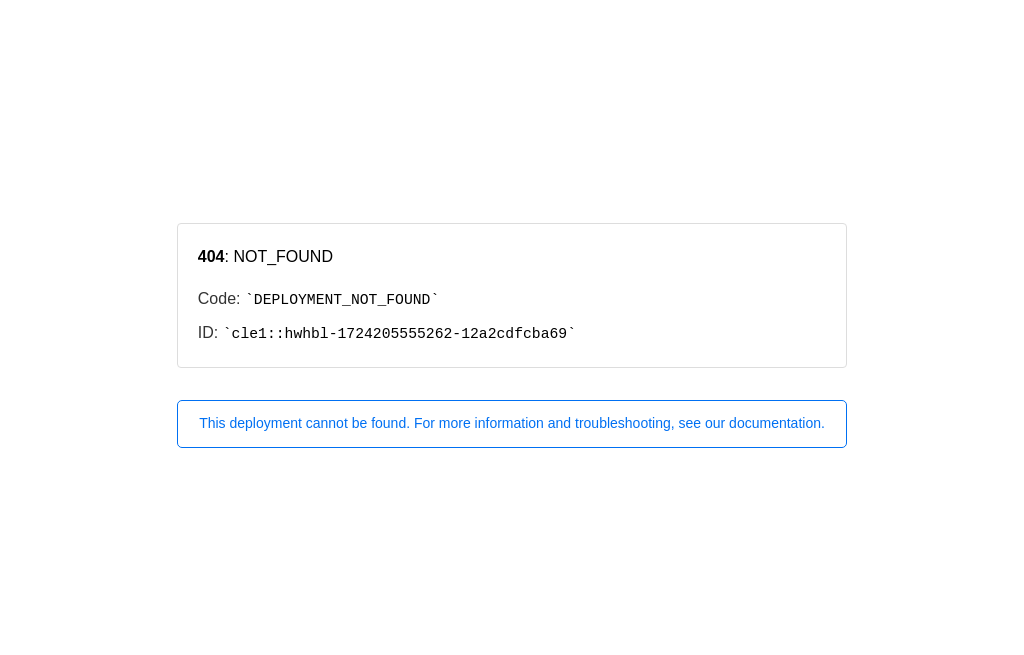 404: NOT_FOUND
Code: `DEPLOYMENT_NOT_FOUND`
ID: `cle1::hwhbl-1724205555262-12a2cdfcba69`
This deployment cannot be found. For more information and troubleshooting, see our documentation.